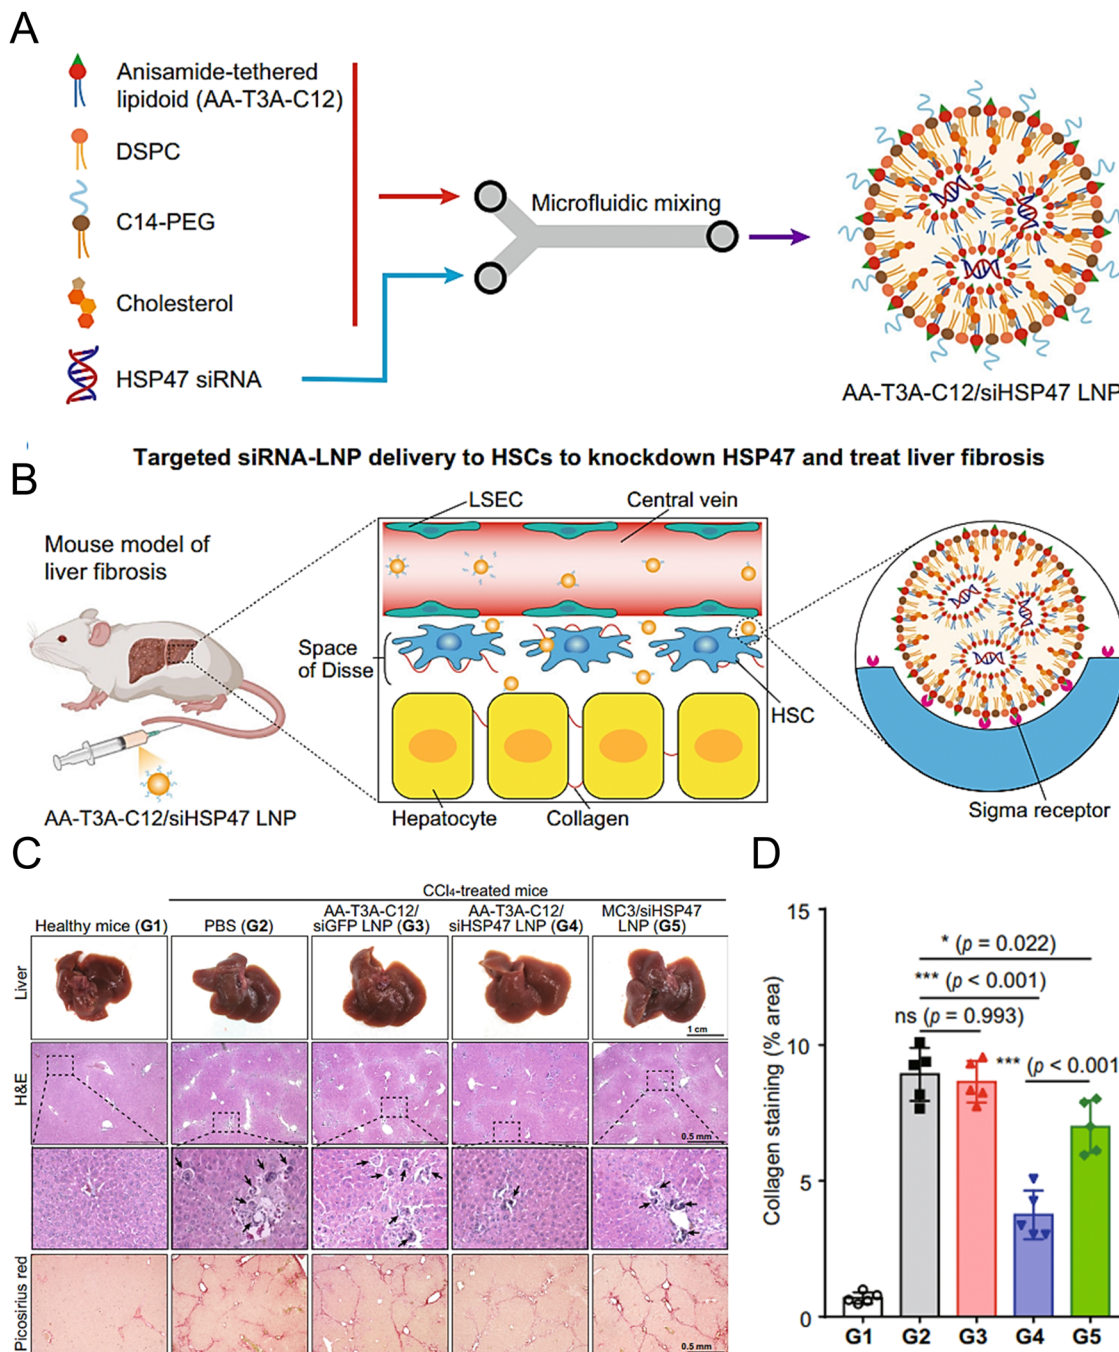 A
Anisamide-tethered
lipidoid (AA-T3A-C12)
DSPC
C14-PEG
Cholesterol
HSP47 siRNA
Microfluidic mixing
AA-T3A-C12/siHSP47 LNP
Targeted siRNA-LNP delivery to HSCs to knockdown HSP47 and treat liver fibrosis
B
Mouse model of
liver fibrosis
AA-T3A-C12/siHSP47 LNP
LSEC
Central vein
Space
of Disse
HSC
Hepatocyte
Collagen
Sigma receptor
C
CCl₄-treated mice
Healthy mice (G1)
PBS (G2)
AA-T3A-C12/
siGFP LNP (G3)
AA-T3A-C12/
siHSP47 LNP (G4)
MC3/siHSP47
LNP (G5)
Liver
1 cm
H&E
0.5 mm
Picosirius red
0.5 mm
D
Collagen staining (% area)
15
10
5
0
* (p = 0.022)
*** (p < 0.001)
ns (p = 0.993)
*** (p < 0.001
G1
G2
G3
G4
G5